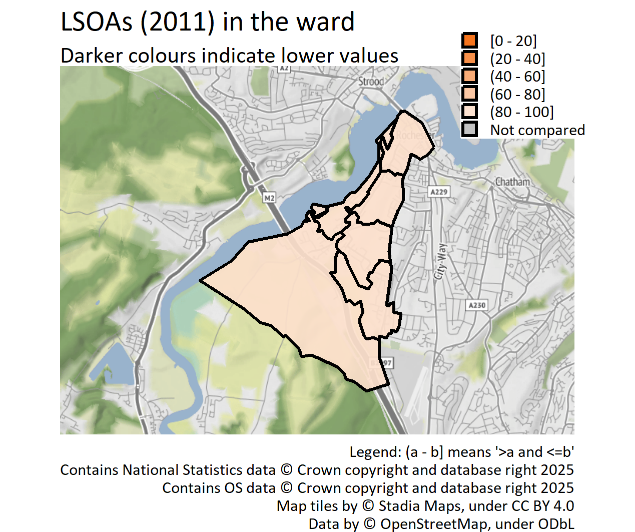 LSOAs (2011) in the ward
Darker colours indicate lower values
[0 - 20]
(20 - 40]
(40 - 60]
(60 - 80]
(80 - 100]
Not compared
A2
Strood
M2
A229
Chatham
City Way
A230
Legend: (a - b] means '>a and <=b'
Contains National Statistics data © Crown copyright and database right 2025
Contains OS data © Crown copyright and database right 2025
Map tiles by © Stadia Maps, under CC BY 4.0
Data by © OpenStreetMap, under ODbL